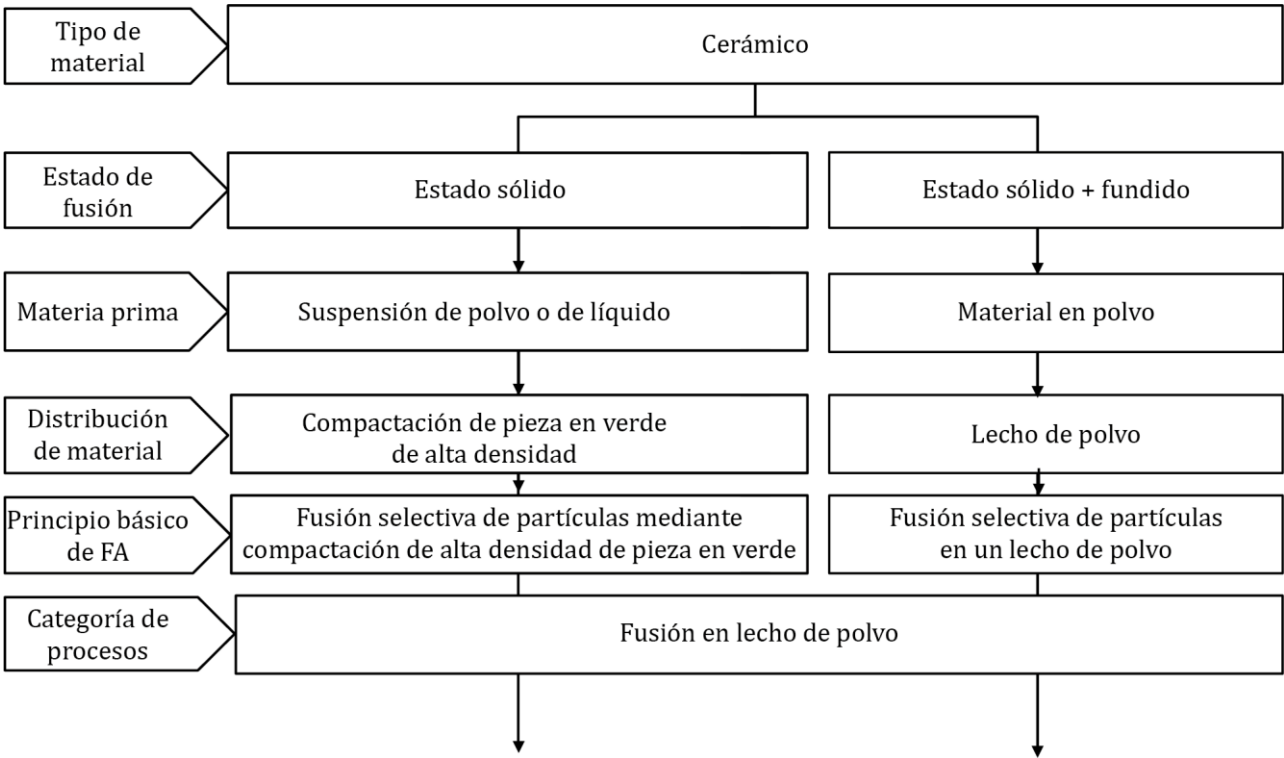 Tipo de
material
Cerámico
Estado de
fusión
Estado sólido
Estado sólido + fundido
Materia prima
Suspensión de polvo o de líquido
Material en polvo
Distribución
de material
Compactación de pieza en verde
de alta densidad
Lecho de polvo
Principio básico
de FA
Fusión selectiva de partículas mediante
compactación de alta densidad de pieza en verde
Fusión selectiva de partículas
en un lecho de polvo
Categoría de
procesos
Fusión en lecho de polvo